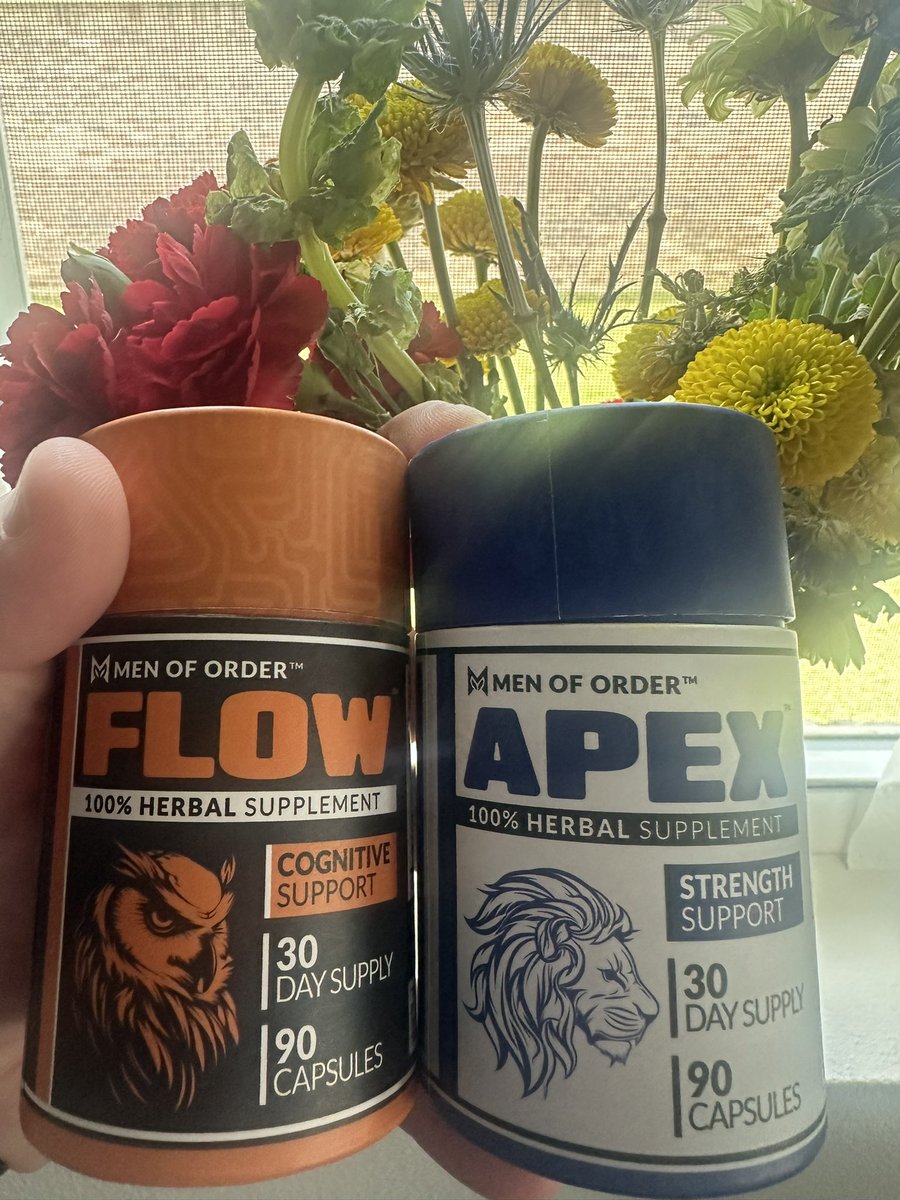 MEN OF ORDER™
FLOW
100% HERBAL SUPPLEMENT
COGNITIVE
SUPPORT
30
DAY SUPPLY
90
CAPSULES
MEN OF ORDER™
APEX™
100% HERBAL SUPPLEMENT
STRENGTH
SUPPORT
30
DAY SUPPLY
90
CAPSULES